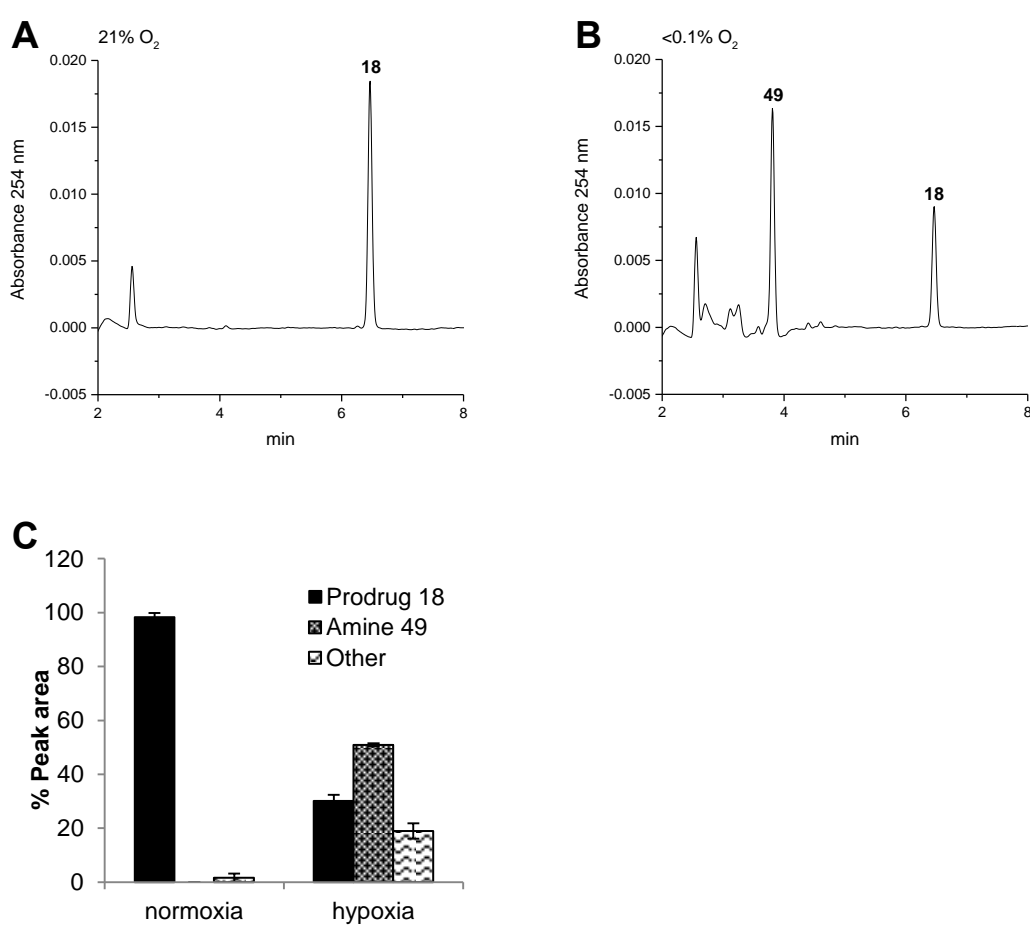 A
21% O₂
0.020
0.015
0.010
0.005
0.000
-0.005
Absorbance 254 nm
18
2 4 6 8
min
B
<0.1% O₂
0.020
0.015
0.010
0.005
0.000
-0.005
Absorbance 254 nm
49
18
2 4 6 8
min
C
120
100
80
60
40
20
0
% Peak area
Prodrug 18
Amine 49
Other
normoxia hypoxia